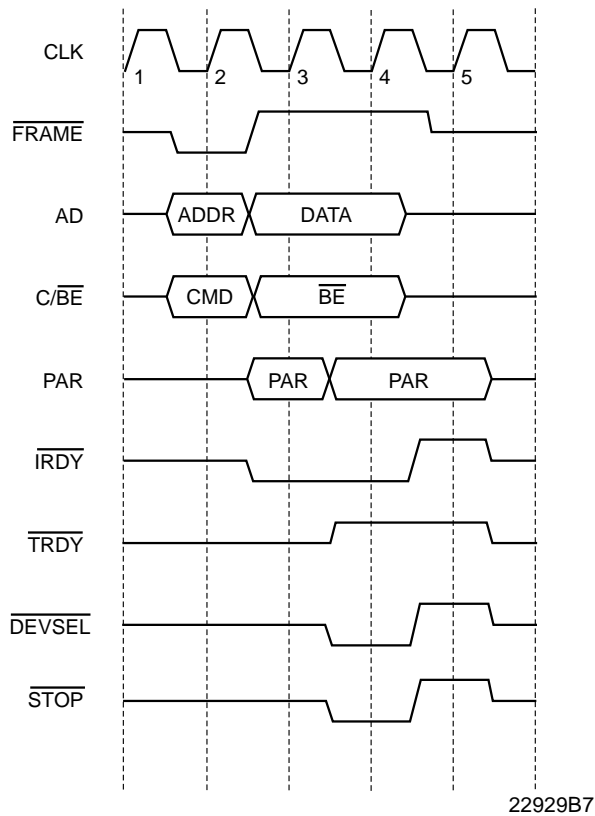 CLK
1 2 3 4 5
FRAME
AD ADDR DATA
C/BE CMD BE
PAR PAR PAR
IRDY
TRDY
DEVSEL
STOP
22929B7